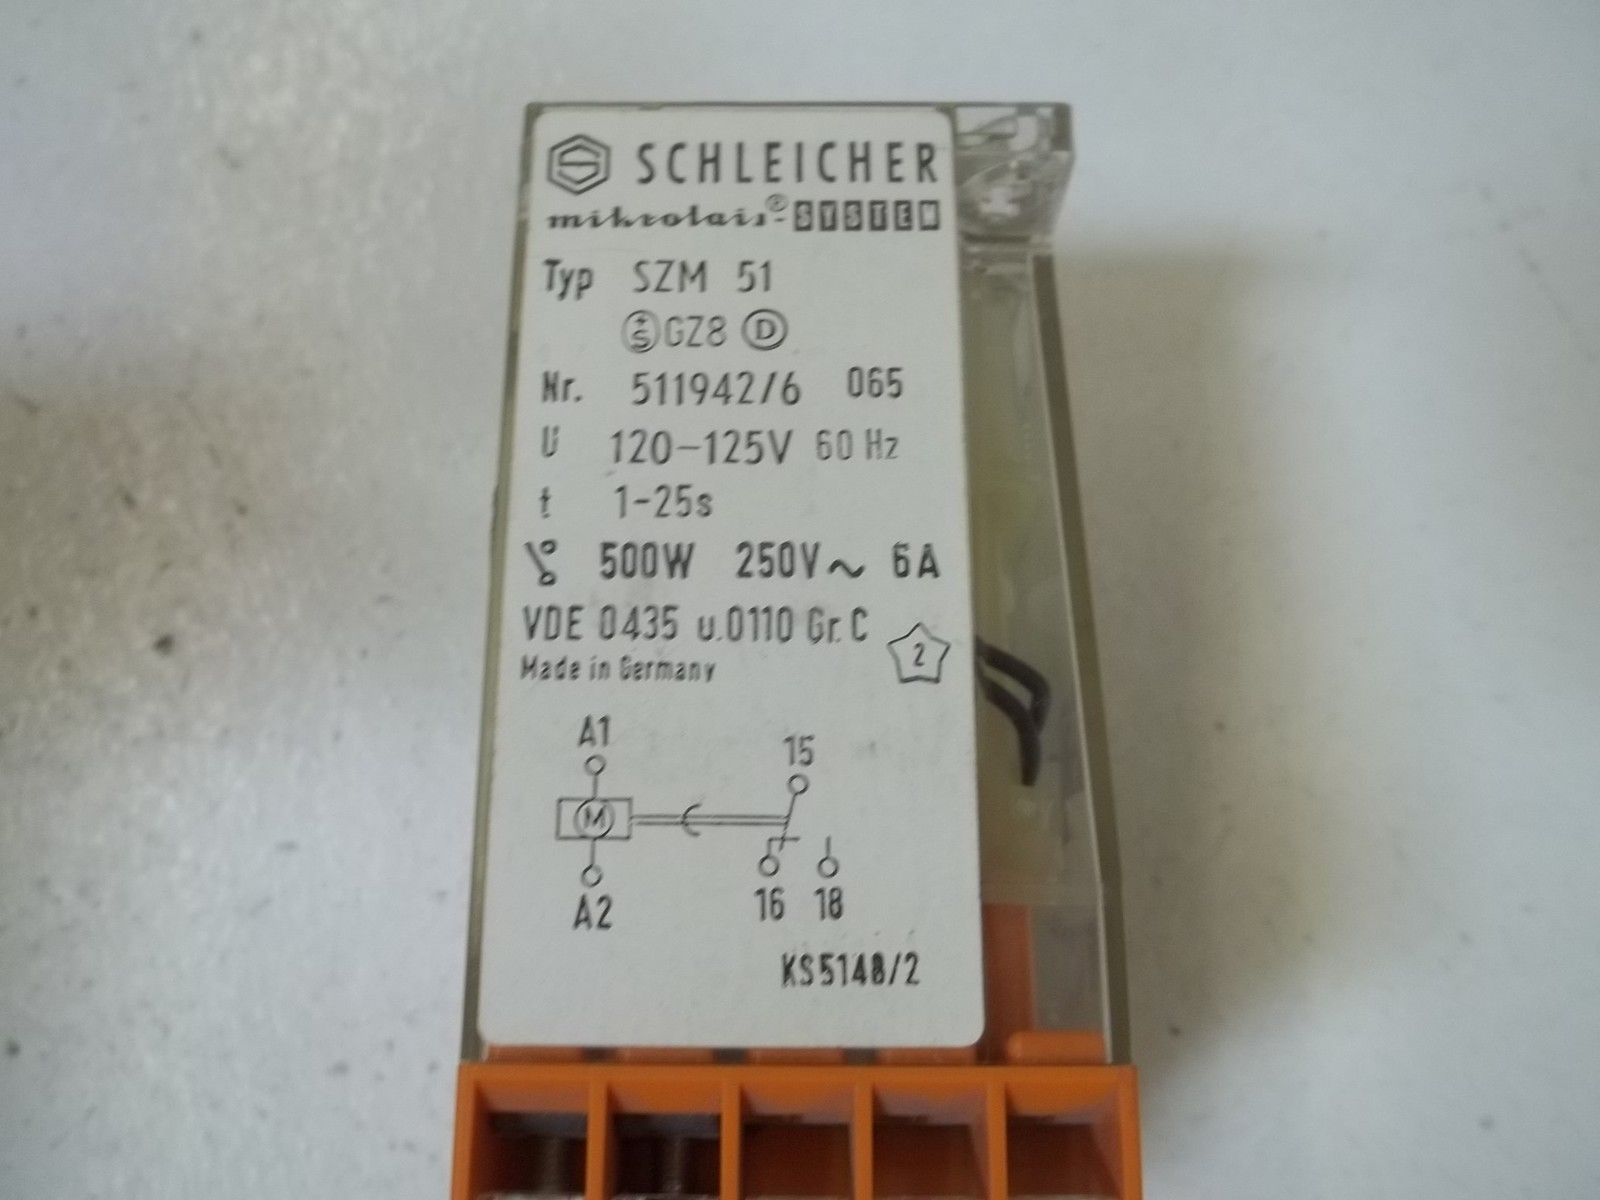 S SCHLEICHER
mikrolais®-SYSTEM
Typ SZM 51
+S GZ8 D
Nr. 511942/6 065
U 120-125V 60 Hz
t 1-25s
500W 250V~ 6A
VDE 0435 u.0110 Gr. C
Made in Germany 2
A1 15
M
A2 16 18
KS5148/2